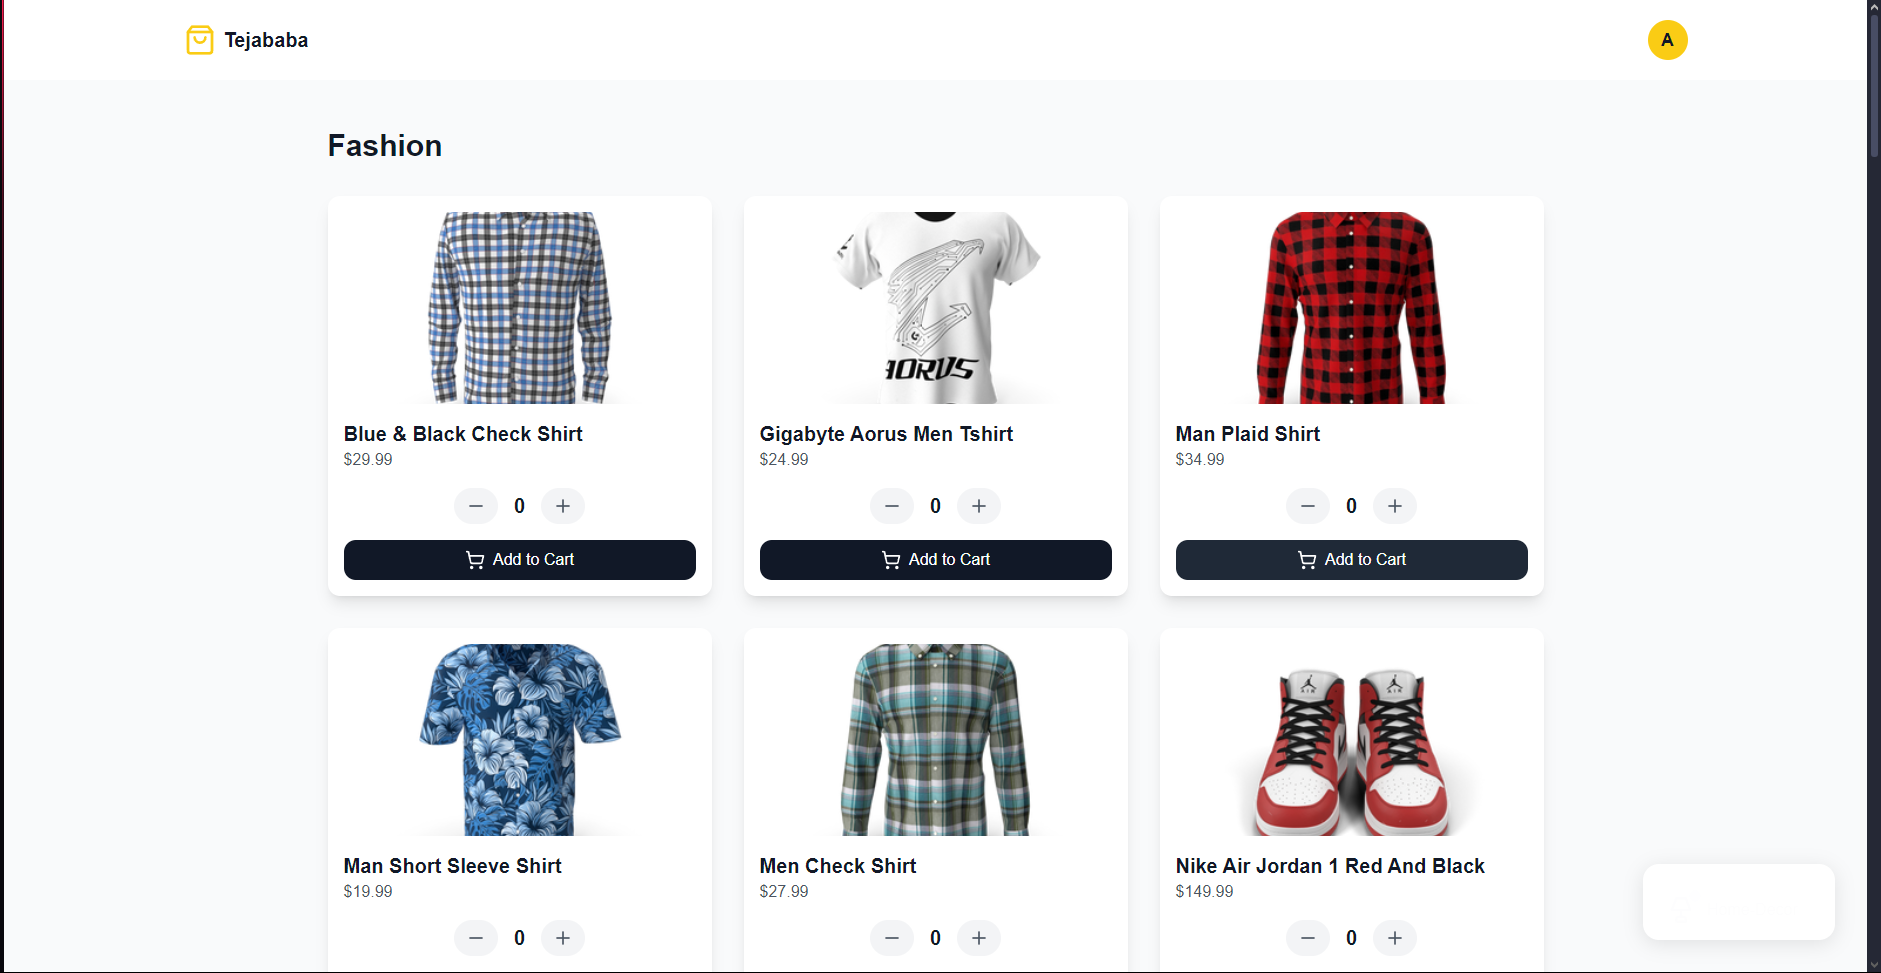 Tejababa
A
Fashion
AORUS
Blue & Black Check Shirt
$29.99
Gigabyte Aorus Men Tshirt
$24.99
Man Plaid Shirt
$34.99
0
0
0
Add to Cart
Add to Cart
Add to Cart
AIR
AIR
Man Short Sleeve Shirt
$19.99
Men Check Shirt
$27.99
Nike Air Jordan 1 Red And Black
$149.99
0
0
0